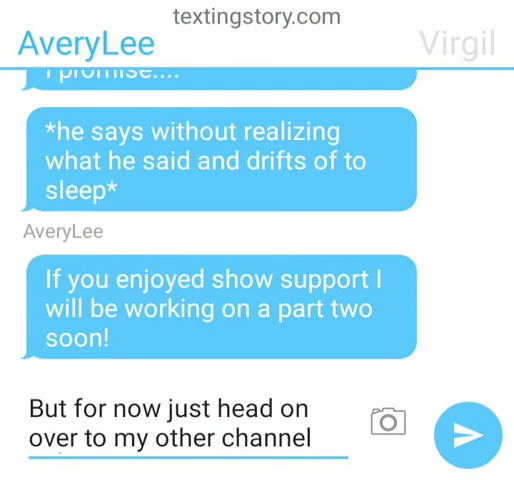 textingstory.com
AveryLee
Virgil
I promise....
*he says without realizing
what he said and drifts of to
sleep*
AveryLee
If you enjoyed show support I
will be working on a part two
soon!
But for now just head on
over to my other channel